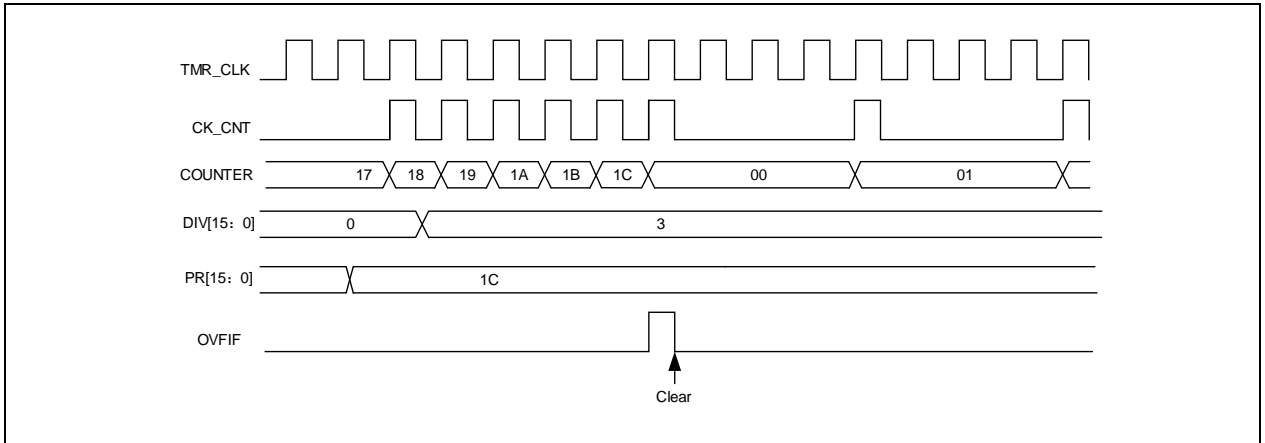 TMR_CLK
CK_CNT
COUNTER 17 18 19 1A 1B 1C 00 01
DIV[15：0] 0 3
PR[15：0] 1C
OVFIF
Clear